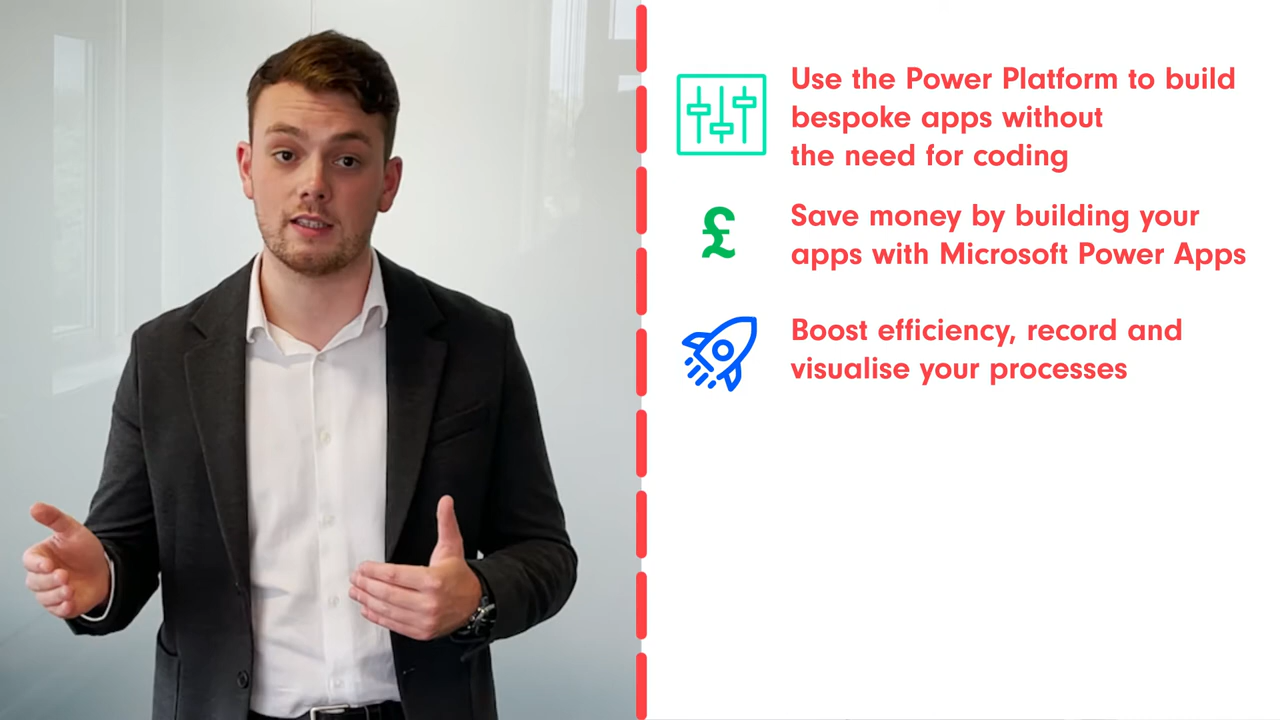 Use the Power Platform to build
bespoke apps without
the need for coding
£
Save money by building your
apps with Microsoft Power Apps
Boost efficiency, record and
visualise your processes